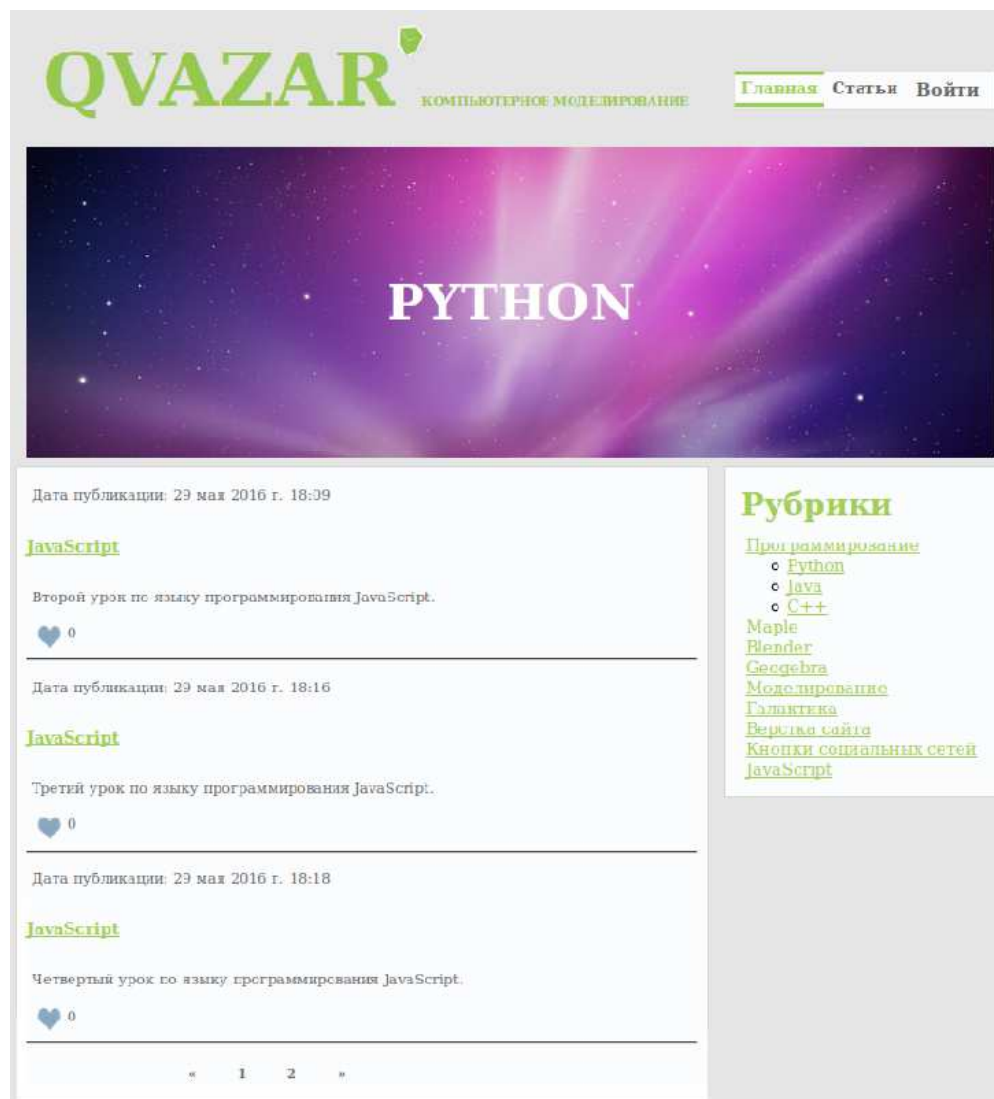 QVAZAR
КОМПЬЮТЕРНОЕ МОДЕЛИРОВАНИЕ
Главная Статьи Войти
PYTHON
Дата публикации: 29 мая 2016 г. 18:09
JavaScript
Второй урок по языку программирования JavaScript.
0
Дата публикации: 29 мая 2016 г. 18:16
JavaScript
Третий урок по языку программирования JavaScript.
0
Дата публикации: 29 мая 2016 г. 18:18
JavaScript
Четвертый урок по языку программирования JavaScript.
0
« 1 2 »
Рубрики
Программирование
Python
Java
C++
Maple
Blender
Geogebra
Моделирование
Галактика
Верстка сайта
Кнопки социальных сетей
JavaScript